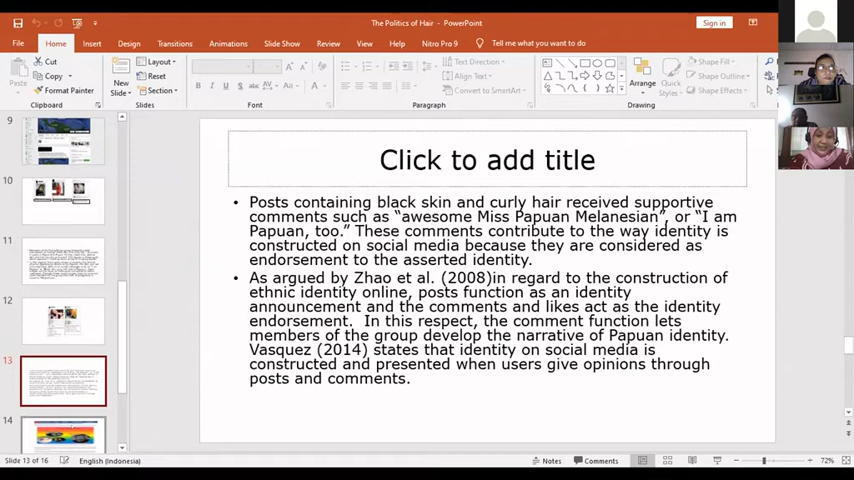 The Politics of Hair - PowerPoint
Sign in
File Home Insert Design Transitions Animations Slide Show Review View Help Nitro Pro 9 Tell me what you want to do
Cut
Copy
Format Painter
Paste
Clipboard
New Slide
Layout
Reset
Section
Slides
B I U S
Font
Text Direction
Align Text
Convert to SmartArt
Paragraph
Arrange
Quick Styles
Shape Fill
Shape Outline
Shape Effects
Drawing
9
10
11
12
13
14
Click to add title
• Posts containing black skin and curly hair received supportive
comments such as “awesome Miss Papuan Melanesian”, or “I am
Papuan, too.” These comments contribute to the way identity is
constructed on social media because they are considered as
endorsement to the asserted identity.
• As argued by Zhao et al. (2008)in regard to the construction of
ethnic identity online, posts function as an identity
announcement and the comments and likes act as the identity
endorsement. In this respect, the comment function lets
members of the group develop the narrative of Papuan identity.
Vasquez (2014) states that identity on social media is
constructed and presented when users give opinions through
posts and comments.
Slide 13 of 16 English (Indonesia) Notes Comments 72%